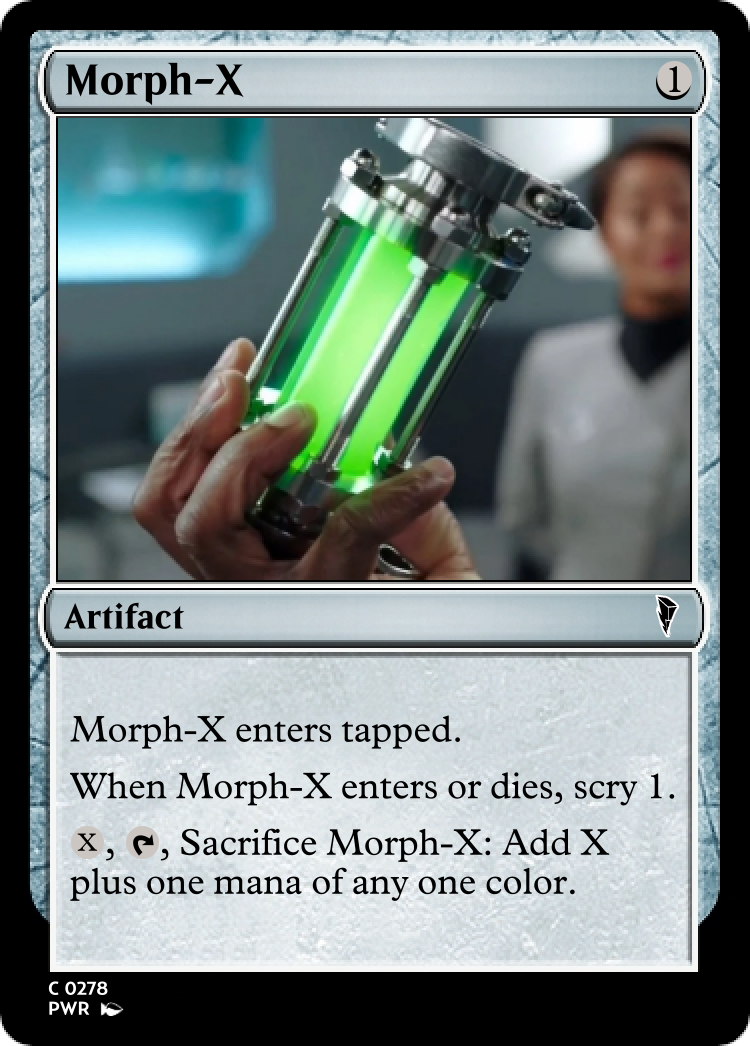 Morph-X 1
Artifact
Morph-X enters tapped.
When Morph-X enters or dies, scry 1.
X, , Sacrifice Morph-X: Add X
plus one mana of any one color.
C 0278
PWR